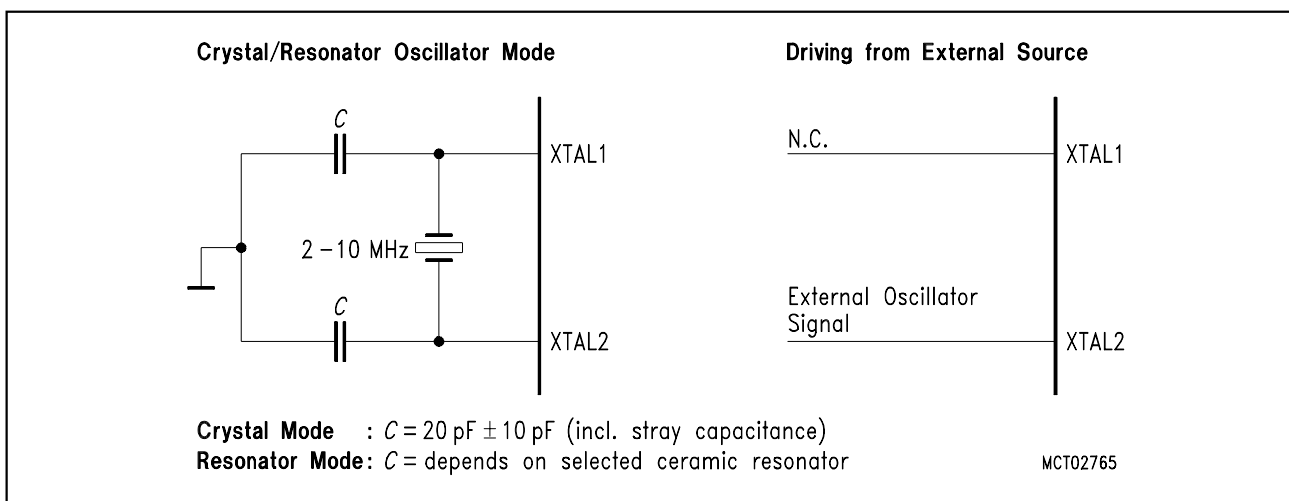 Crystal/Resonator Oscillator Mode
C
XTAL1
2 – 10 MHz
C
XTAL2
Driving from External Source
N.C.
XTAL1
External Oscillator
Signal
XTAL2
Crystal Mode : C = 20 pF ± 10 pF (incl. stray capacitance)
Resonator Mode : C = depends on selected ceramic resonator
MCT02765